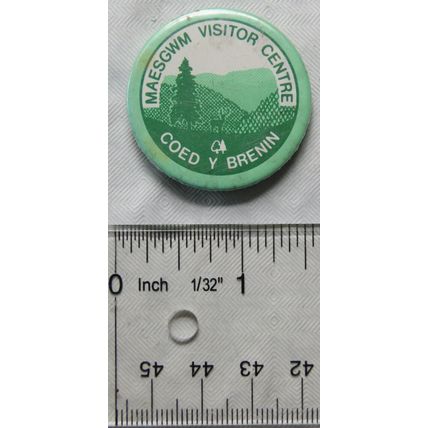 MAESGWM VISITOR CENTRE
COED Y BRENIN
0 Inch 1/32" 1
45 44 43 42